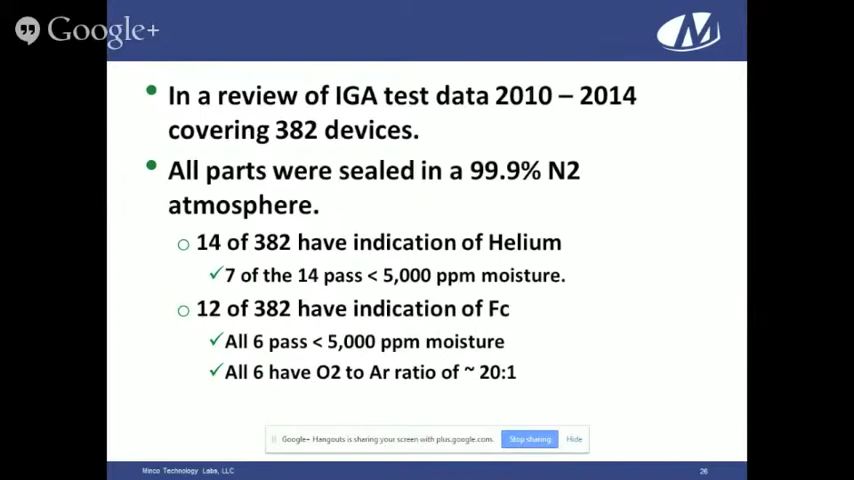 Google+
In a review of IGA test data 2010 – 2014
covering 382 devices.
All parts were sealed in a 99.9% N2
atmosphere.
14 of 382 have indication of Helium
7 of the 14 pass < 5,000 ppm moisture.
12 of 382 have indication of Fc
All 6 pass < 5,000 ppm moisture
All 6 have O2 to Ar ratio of ~ 20:1
Google+ Hangouts is sharing your screen with plus.google.com. Stop sharing Hide
Minco Technology Labs, LLC 26